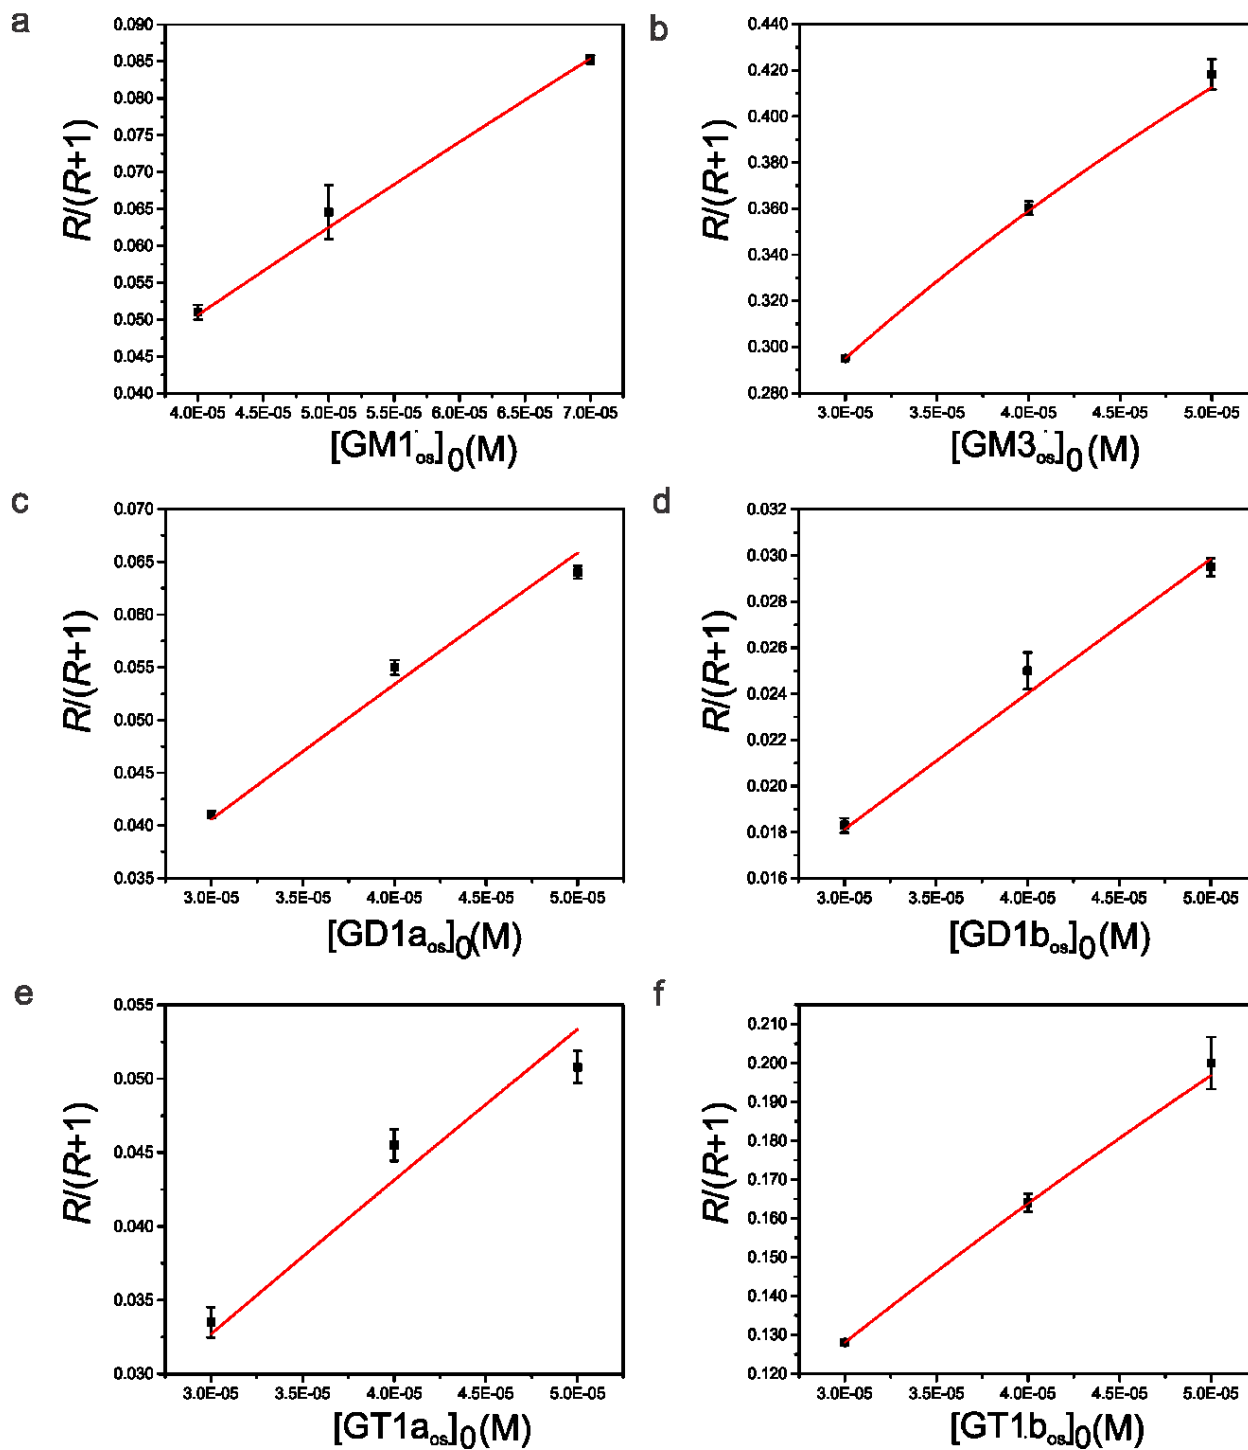 a
0.090
0.085
0.080
0.075
0.070
0.065
0.060
0.055
0.050
0.045
0.040
R/(R+1)
4.0E-05 4.5E-05 5.0E-05 5.5E-05 6.0E-05 6.5E-05 7.0E-05
[GM1os]0(M)
b
0.440
0.420
0.400
0.380
0.360
0.340
0.320
0.300
0.280
R/(R+1)
3.0E-05 3.5E-05 4.0E-05 4.5E-05 5.0E-05
[GM3os]0(M)
c
0.070
0.065
0.060
0.055
0.050
0.045
0.040
0.035
R/(R+1)
3.0E-05 3.5E-05 4.0E-05 4.5E-05 5.0E-05
[GD1aos]0(M)
d
0.032
0.030
0.028
0.026
0.024
0.022
0.020
0.018
0.016
R/(R+1)
3.0E-05 3.5E-05 4.0E-05 4.5E-05 5.0E-05
[GD1bos]0(M)
e
0.055
0.050
0.045
0.040
0.035
0.030
R/(R+1)
3.0E-05 3.5E-05 4.0E-05 4.5E-05 5.0E-05
[GT1aos]0(M)
f
0.210
0.200
0.190
0.180
0.170
0.160
0.150
0.140
0.130
0.120
R/(R+1)
3.0E-05 3.5E-05 4.0E-05 4.5E-05 5.0E-05
[GT1.bos]0(M)